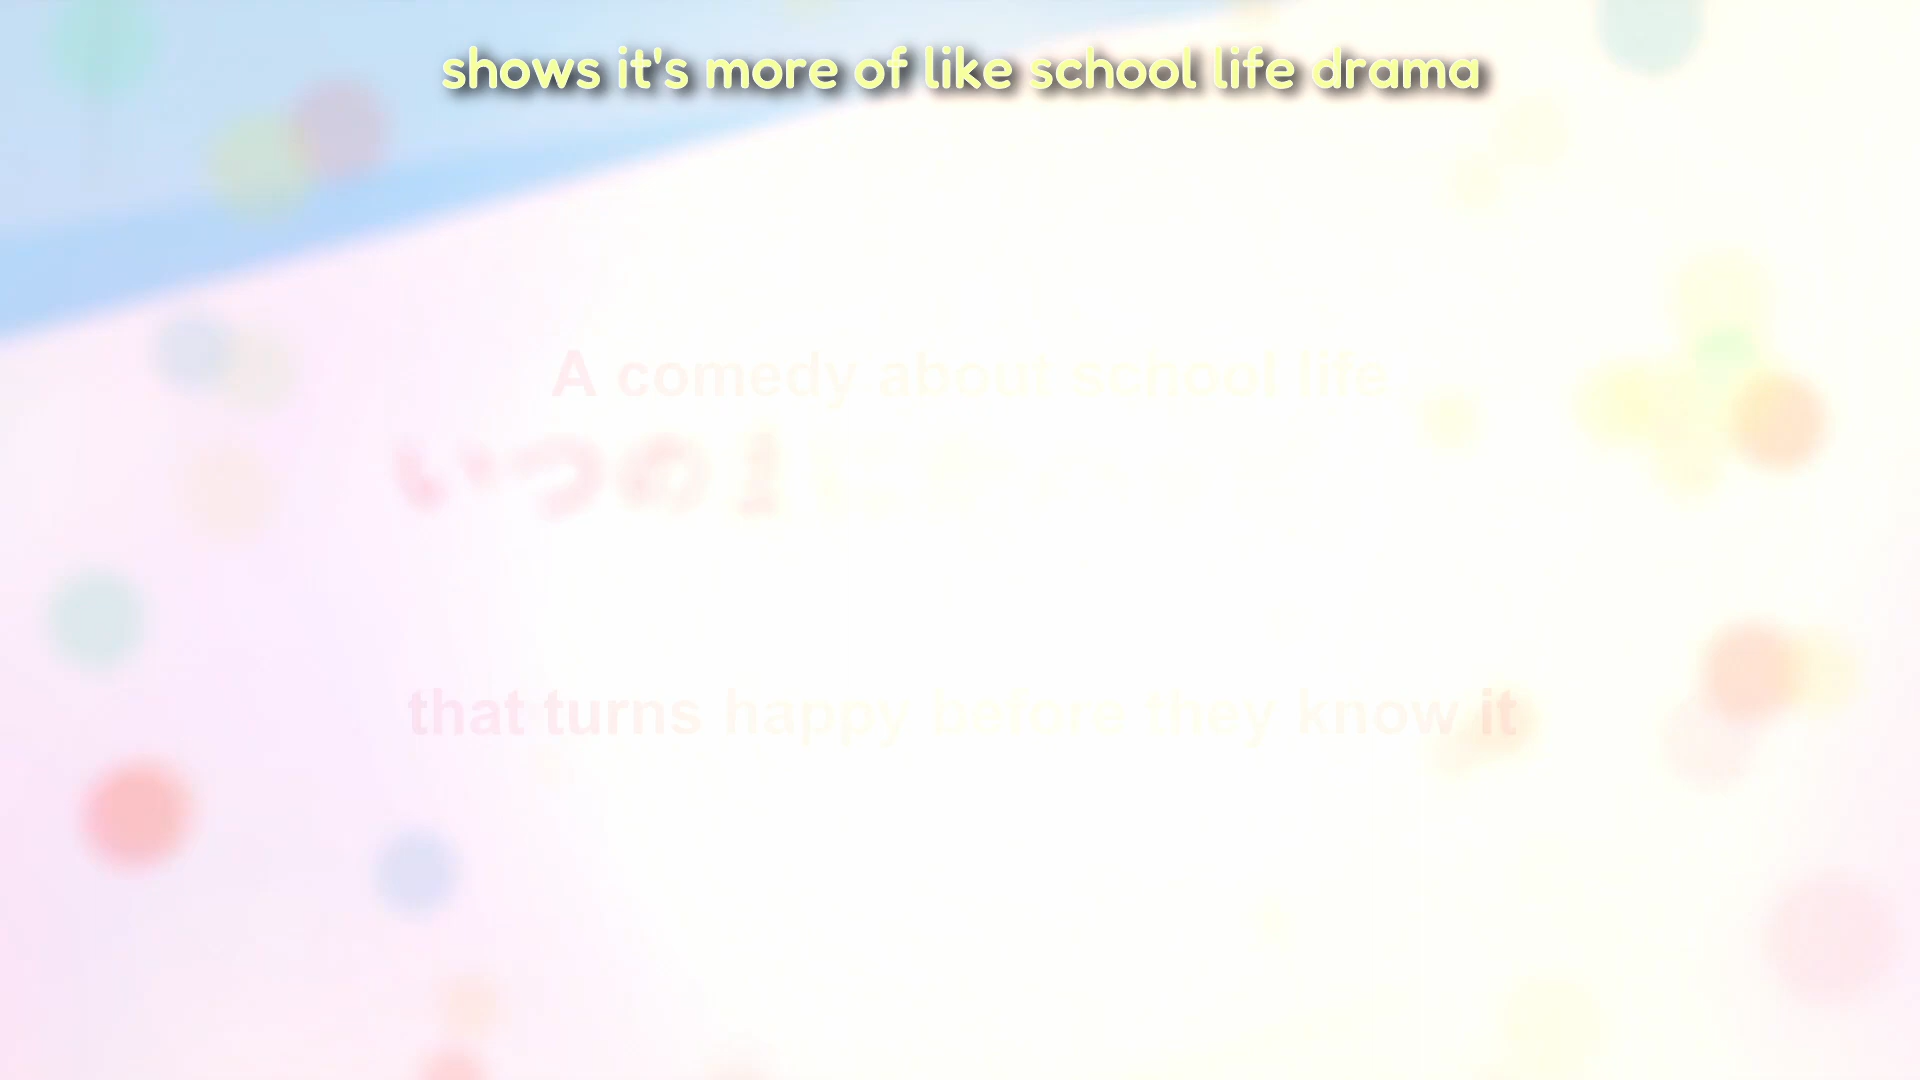 shows it's more of like school life drama
A comedy about school life
いつのま
that turns happy before they know it